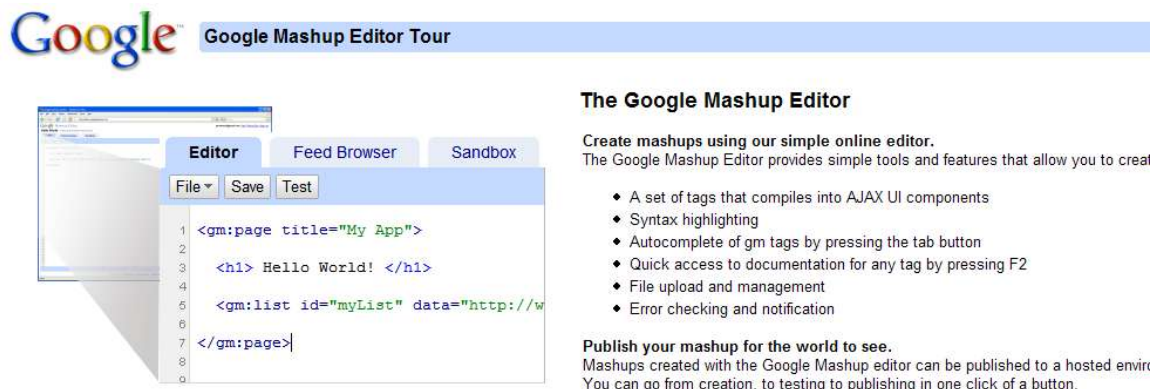 Google™
Google Mashup Editor Tour
Editor
Feed Browser
Sandbox
File
Save
Test
1 <gm:page title="My App">
2
3 <h1> Hello World! </h1>
4
5 <gm:list id="myList" data="http://w
6
7 </gm:page>
8
9
The Google Mashup Editor
Create mashups using our simple online editor.
The Google Mashup Editor provides simple tools and features that allow you to creat
A set of tags that compiles into AJAX UI components
Syntax highlighting
Autocomplete of gm tags by pressing the tab button
Quick access to documentation for any tag by pressing F2
File upload and management
Error checking and notification
Publish your mashup for the world to see.
Mashups created with the Google Mashup editor can be published to a hosted enviro
You can go from creation, to testing to publishing in one click of a button.